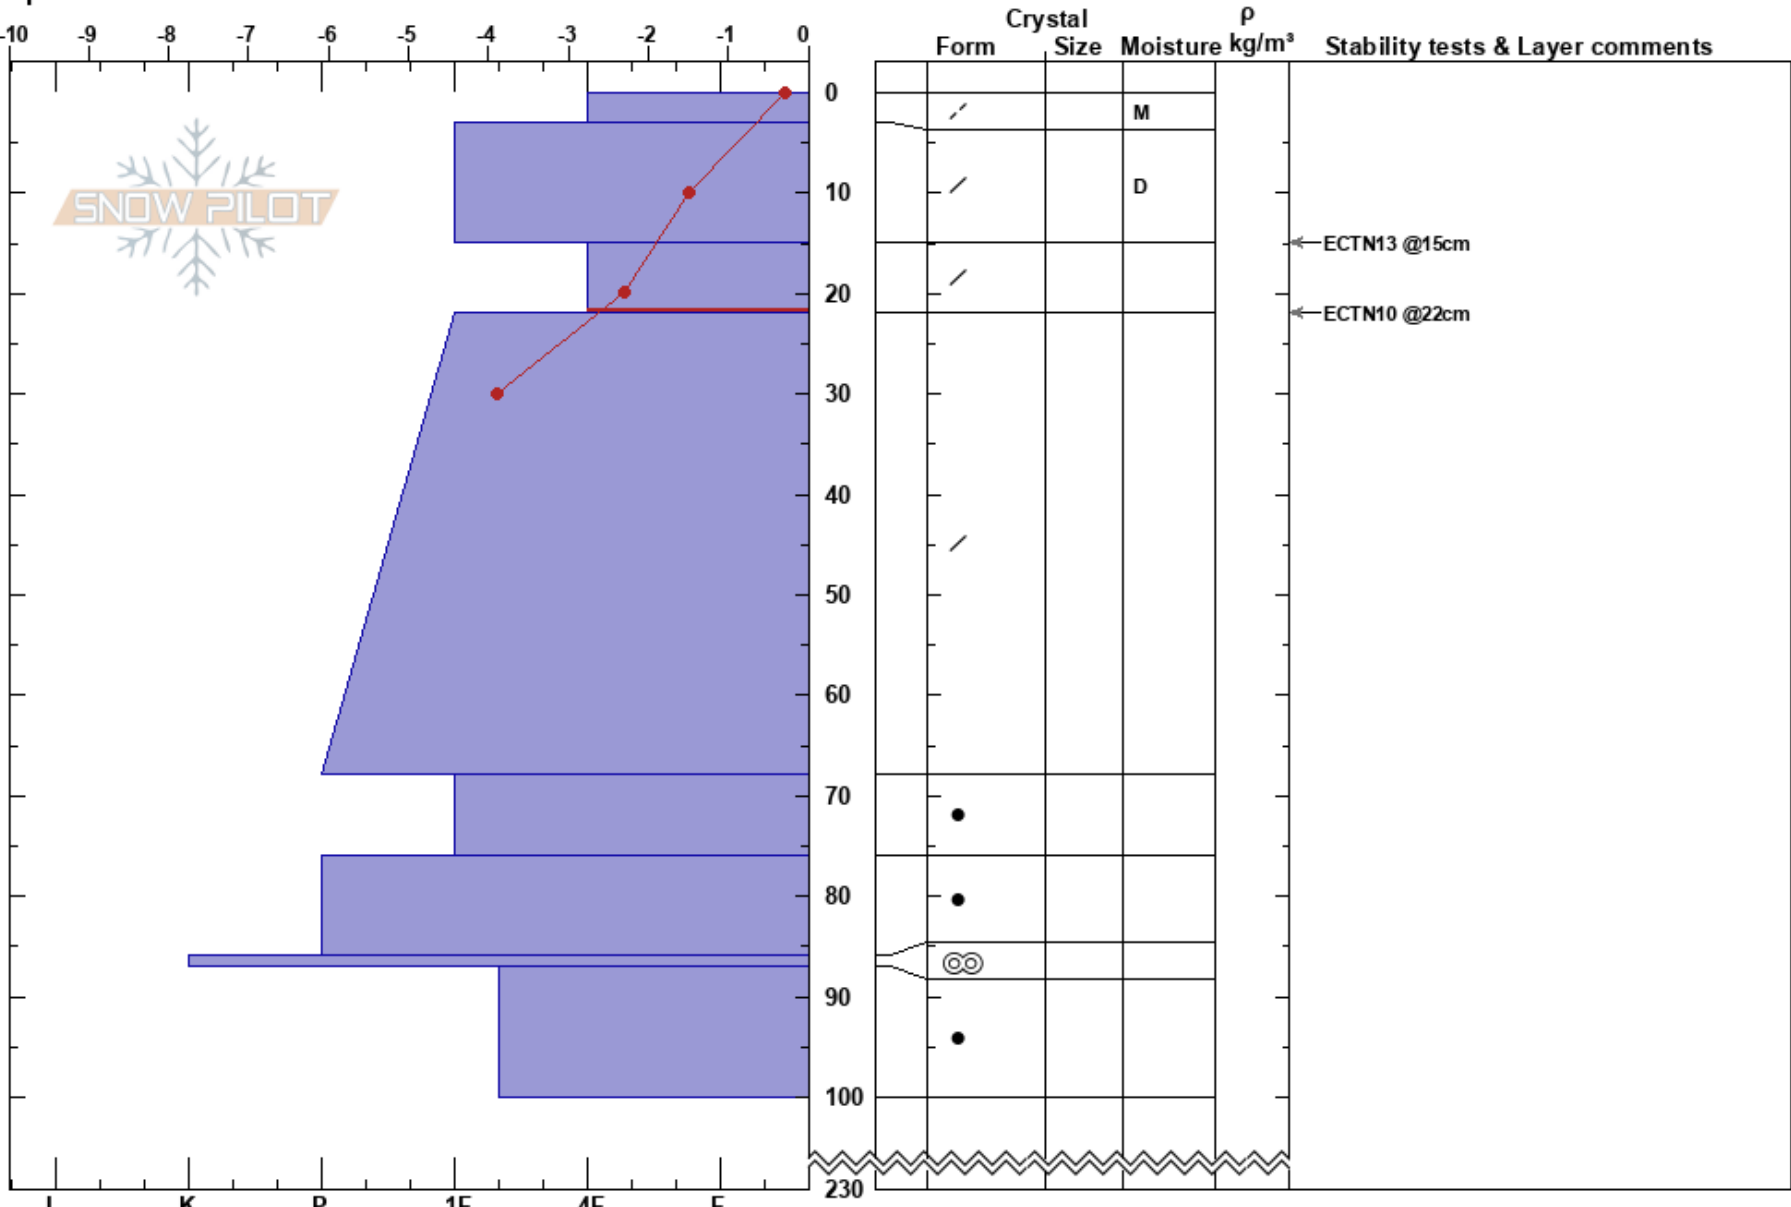 -10 -9 -8 -7 -6 -5 -4 -3 -2 -1 0
Crystal ρ
Form Size Moisture kg/m³ Stability tests & Layer comments
0
M
SNOW PILOT
10
D
ECTN13 @15cm
20
ECTN10 @22cm
30
40
50
60
70
80
90
100
230
I K P 1F 4F F